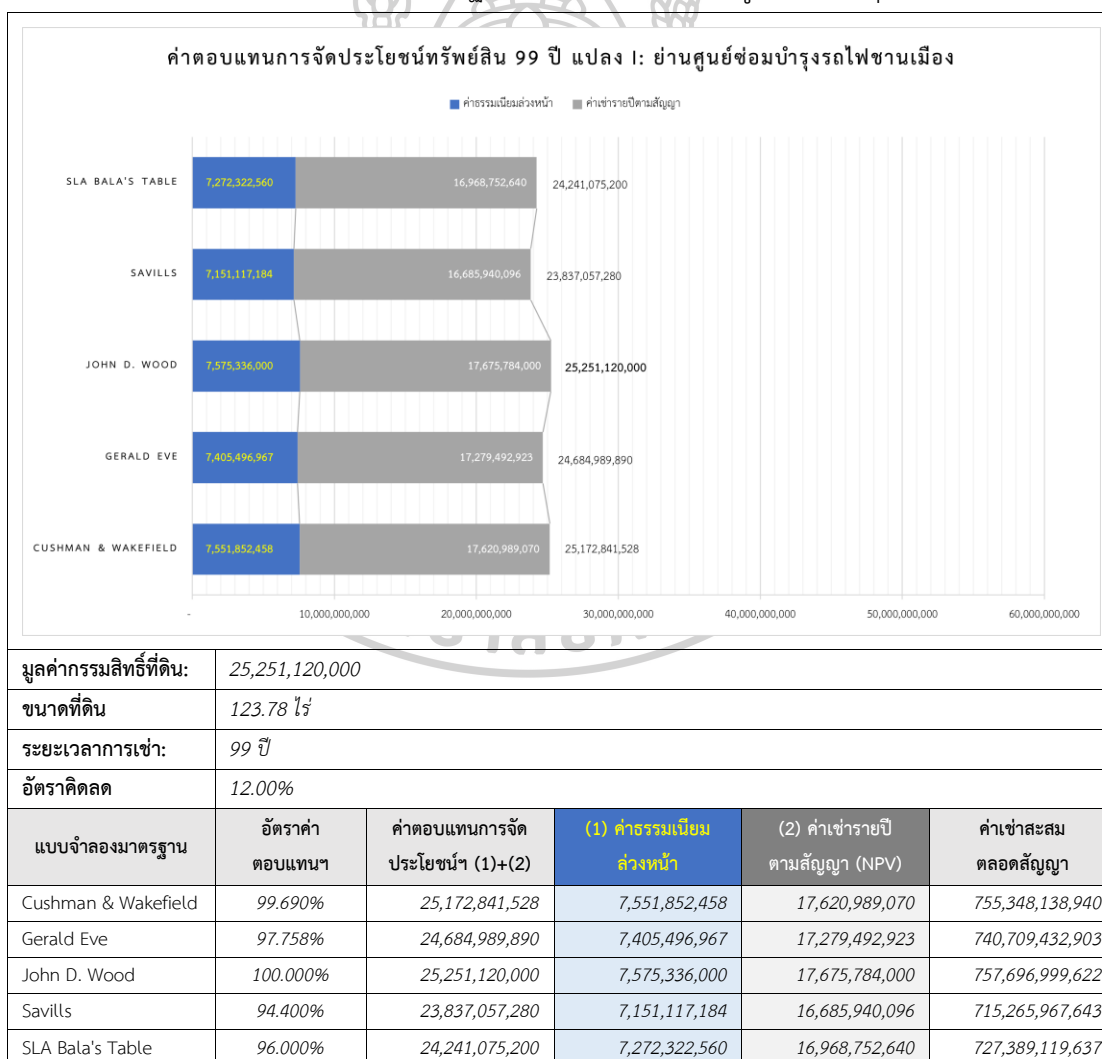 ค่าตอบแทนการจัดประโยชน์ทรัพย์สิน 99 ปี แปลง I: ย่านศูนย์ซ่อมบำรุงรถไฟชานเมือง
ค่าธรรมเนียมล่วงหน้า ค่าเช่ารายปีตามสัญญา
SLA BALA'S TABLE 7,272,322,560 16,968,752,640 24,241,075,200
SAVILLS 7,151,117,184 16,685,940,096 23,837,057,280
JOHN D. WOOD 7,575,336,000 17,675,784,000 25,251,120,000
GERALD EVE 7,405,496,967 17,279,492,923 24,684,989,890
CUSHMAN & WAKEFIELD 7,551,852,458 17,620,989,070 25,172,841,528
- 10,000,000,000 20,000,000,000 30,000,000,000 40,000,000,000 50,000,000,000 60,000,000,000
มูลค่ากรรมสิทธิ์ที่ดิน: 25,251,120,000
ขนาดที่ดิน 123.78 ไร่
ระยะเวลาการเช่า: 99 ปี
อัตราคิดลด 12.00%
แบบจำลองมาตรฐาน อัตราค่า ค่าตอบแทนการจัด (1) ค่าธรรมเนียม (2) ค่าเช่ารายปี ค่าเช่าสะสม
ตอบแทนฯ ประโยชน์ฯ (1)+(2) ล่วงหน้า ตามสัญญา (NPV) ตลอดสัญญา
Cushman & Wakefield 99.690% 25,172,841,528 7,551,852,458 17,620,989,070 755,348,138,940
Gerald Eve 97.758% 24,684,989,890 7,405,496,967 17,279,492,923 740,709,432,903
John D. Wood 100.000% 25,251,120,000 7,575,336,000 17,675,784,000 757,696,999,622
Savills 94.400% 23,837,057,280 7,151,117,184 16,685,940,096 715,265,967,643
SLA Bala's Table 96.000% 24,241,075,200 7,272,322,560 16,968,752,640 727,389,119,637